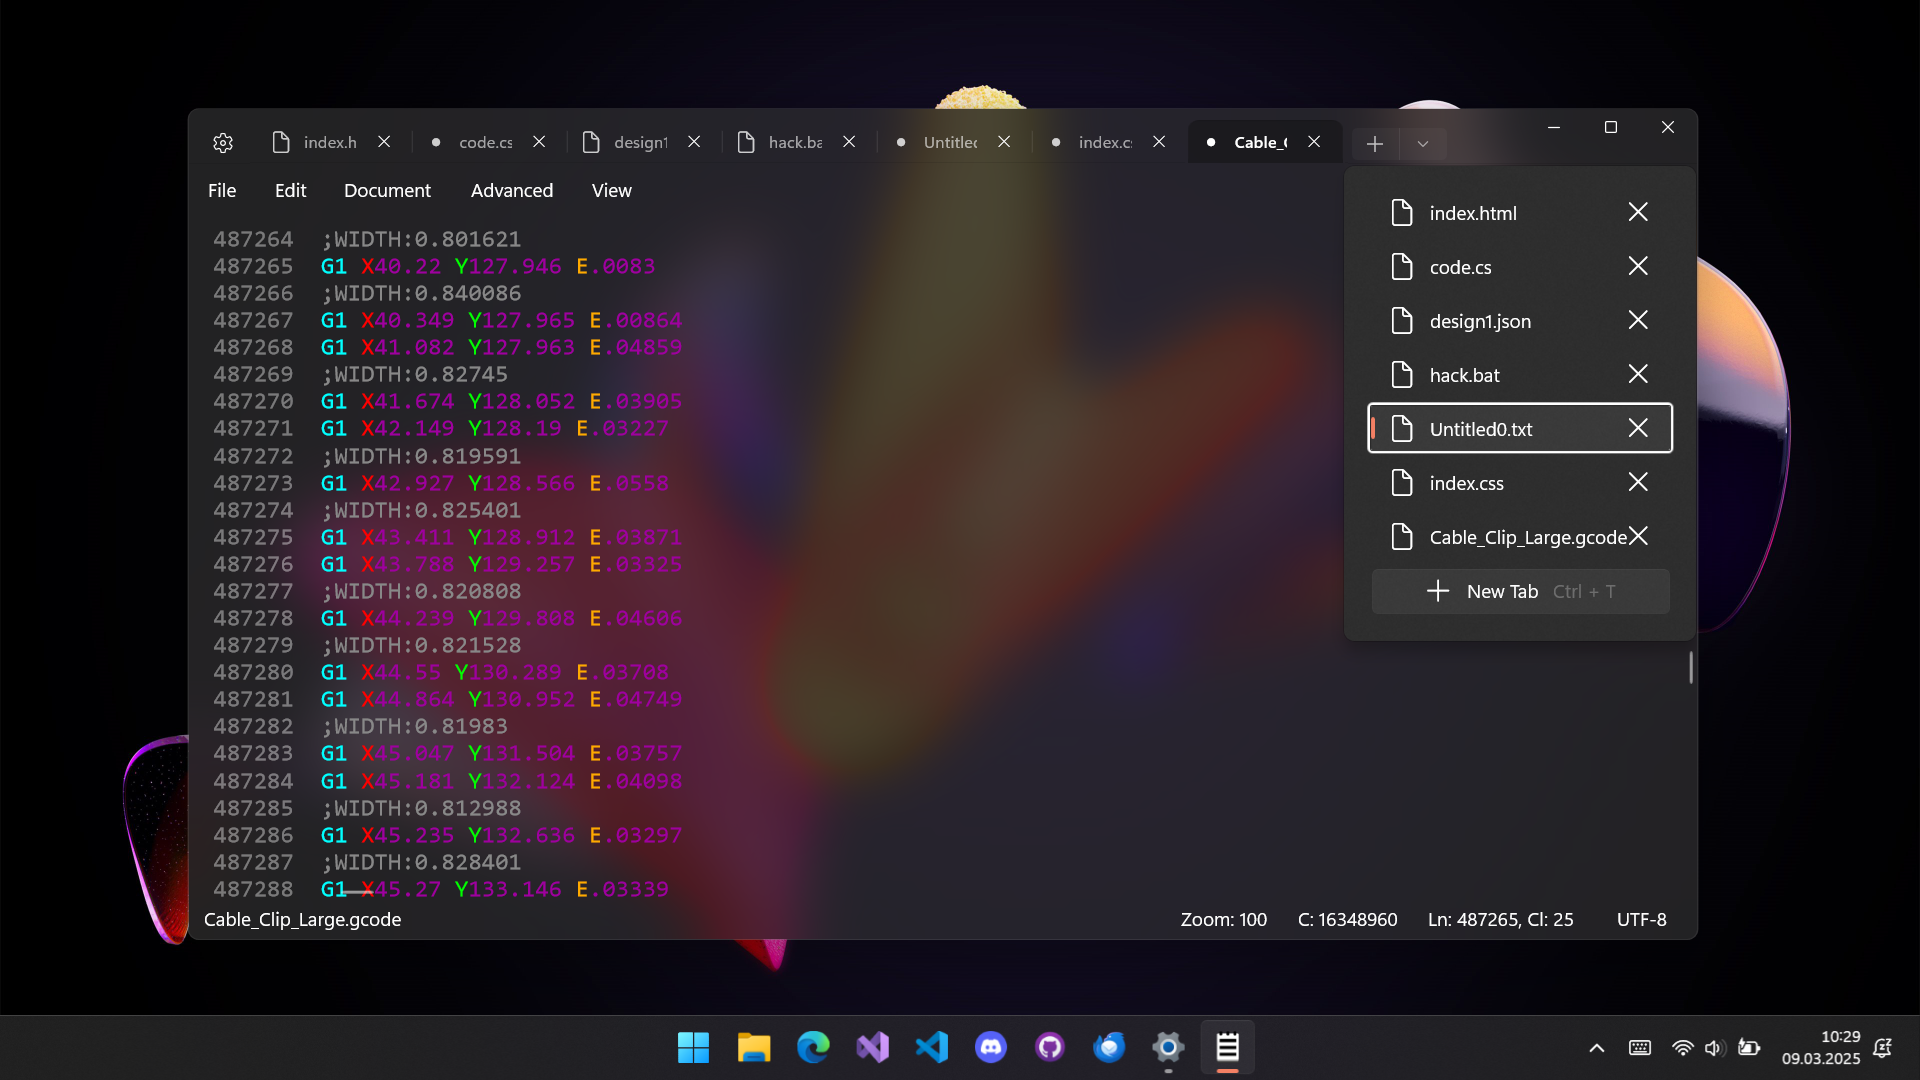 index.h code.cs design1 hack.ba Untitled index.c Cable_
File Edit Document Advanced View
487264 ;WIDTH:0.801621
487265 G1 X40.22 Y127.946 E.0083
487266 ;WIDTH:0.840086
487267 G1 X40.349 Y127.965 E.00864
487268 G1 X41.082 Y127.963 E.04859
487269 ;WIDTH:0.82745
487270 G1 X41.674 Y128.052 E.03905
487271 G1 X42.149 Y128.19 E.03227
487272 ;WIDTH:0.819591
487273 G1 X42.927 Y128.566 E.0558
487274 ;WIDTH:0.825401
487275 G1 X43.411 Y128.912 E.03871
487276 G1 X43.788 Y129.257 E.03325
487277 ;WIDTH:0.820808
487278 G1 X44.239 Y129.808 E.04606
487279 ;WIDTH:0.821528
487280 G1 X44.55 Y130.289 E.03708
487281 G1 X44.864 Y130.952 E.04749
487282 ;WIDTH:0.81983
487283 G1 X45.047 Y131.504 E.03757
487284 G1 X45.181 Y132.124 E.04098
487285 ;WIDTH:0.812988
487286 G1 X45.235 Y132.636 E.03297
487287 ;WIDTH:0.828401
487288 G1 X45.27 Y133.146 E.03339
index.html
code.cs
design1.json
hack.bat
Untitled0.txt
index.css
Cable_Clip_Large.gcode
New Tab Ctrl + T
Cable_Clip_Large.gcode Zoom: 100 C: 16348960 Ln: 487265, Cl: 25 UTF-8
10:29
09.03.2025